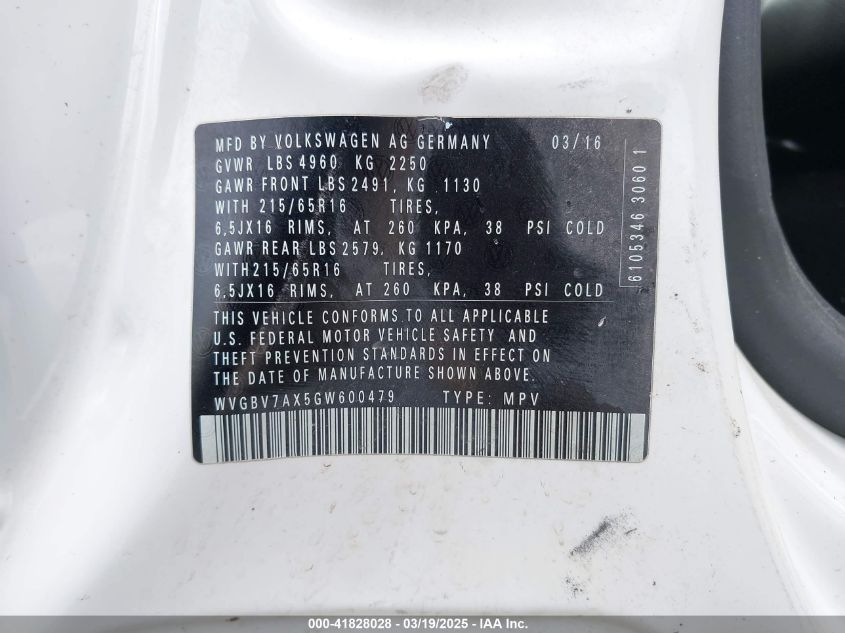 MFD BY VOLKSWAGEN AG GERMANY 03/16
GVWR LBS 4960 KG 2250
GAWR FRONT LBS 2491, KG 1130
WITH 215/65R16 TIRES,
6,5JX16 RIMS, AT 260 KPA, 38 PSI COLD
GAWR REAR LBS 2579, KG 1170
WITH215/65R16 TIRES,
6,5JX16 RIMS, AT 260 KPA, 38 PSI COLD
THIS VEHICLE CONFORMS TO ALL APPLICABLE
U.S. FEDERAL MOTOR VEHICLE SAFETY AND
THEFT PREVENTION STANDARDS IN EFFECT ON
THE DATE OF MANUFACTURE SHOWN ABOVE
WVGBV7AX5GW600479 TYPE: MPV
6105346 3060 1
000-41828028 - 03/19/2025 - IAA Inc.